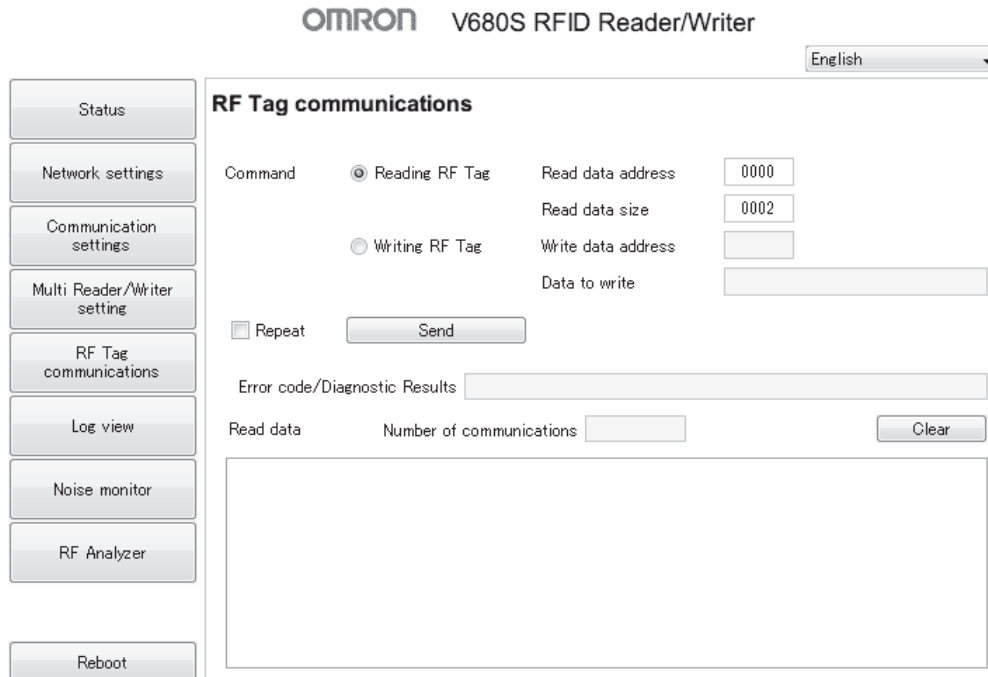 OMRON V680S RFID Reader/Writer
English
Status
Network settings
Communication
settings
Multi Reader/Writer
setting
RF Tag
communications
Log view
Noise monitor
RF Analyzer
Reboot
RF Tag communications
Command Reading RF Tag Read data address 0000
Read data size 0002
Writing RF Tag Write data address
Data to write
Repeat Send
Error code/Diagnostic Results
Read data Number of communications Clear